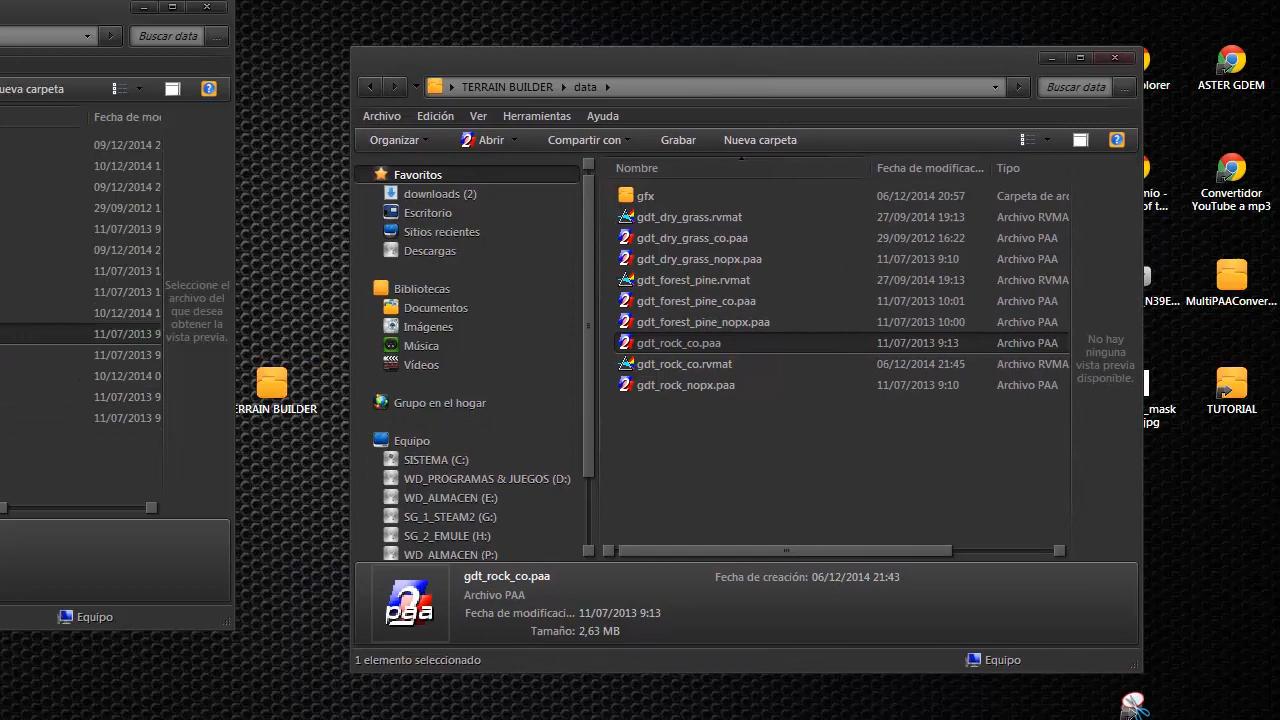 Buscar data
...
ueva carpeta
Fecha de moc
09/12/2014 2
10/12/2014 1
09/12/2014 2
29/09/2012 1
11/07/2013 9
09/12/2014 2
11/07/2013 1
10/12/2014 1
11/07/2013 9
11/07/2013 9
10/12/2014 0
11/07/2013 9
11/07/2013 9
Seleccione el
archivo del
que desea
obtener la
vista previa.
Equipo
ERRAIN BUILDER
TERRAIN BUILDER
data
Buscar data
...
Archivo
Edición
Ver
Herramientas
Ayuda
Organizar
Abrir
Compartir con
Grabar
Nueva carpeta
Favoritos
downloads (2)
Escritorio
Sitios recientes
Descargas
Bibliotecas
Documentos
Imágenes
Música
Vídeos
Grupo en el hogar
Equipo
SISTEMA (C:)
WD_PROGRAMAS & JUEGOS (D:)
WD_ALMACEN (E:)
SG_1_STEAM2 (G:)
SG_2_EMULE (H:)
WD_ALMACEN (P:)
Nombre Fecha de modificac... Tipo
gfx 06/12/2014 20:57 Carpeta de arc
gdt_dry_grass.rvmat 27/09/2014 19:13 Archivo RVMA
gdt_dry_grass_co.paa 29/09/2012 16:22 Archivo PAA
gdt_dry_grass_nopx.paa 11/07/2013 9:10 Archivo PAA
gdt_forest_pine.rvmat 27/09/2014 19:13 Archivo RVMA
gdt_forest_pine_co.paa 11/07/2013 10:01 Archivo PAA
gdt_forest_pine_nopx.paa 11/07/2013 10:00 Archivo PAA
gdt_rock_co.paa 11/07/2013 9:13 Archivo PAA
gdt_rock_co.rvmat 06/12/2014 21:45 Archivo RVMA
gdt_rock_nopx.paa 11/07/2013 9:10 Archivo PAA
No hay
ninguna
vista previa
disponible.
paa
gdt_rock_co.paa
Archivo PAA
Fecha de modificaci... 11/07/2013 9:13
Tamaño: 2,63 MB
Fecha de creación: 06/12/2014 21:43
1 elemento seleccionado
Equipo
plorer
ASTER GDEM
mio -
of t...
Convertidor
YouTube a mp3
_N39E...
MultiPAAConver...
_mask
.jpg
TUTORIAL